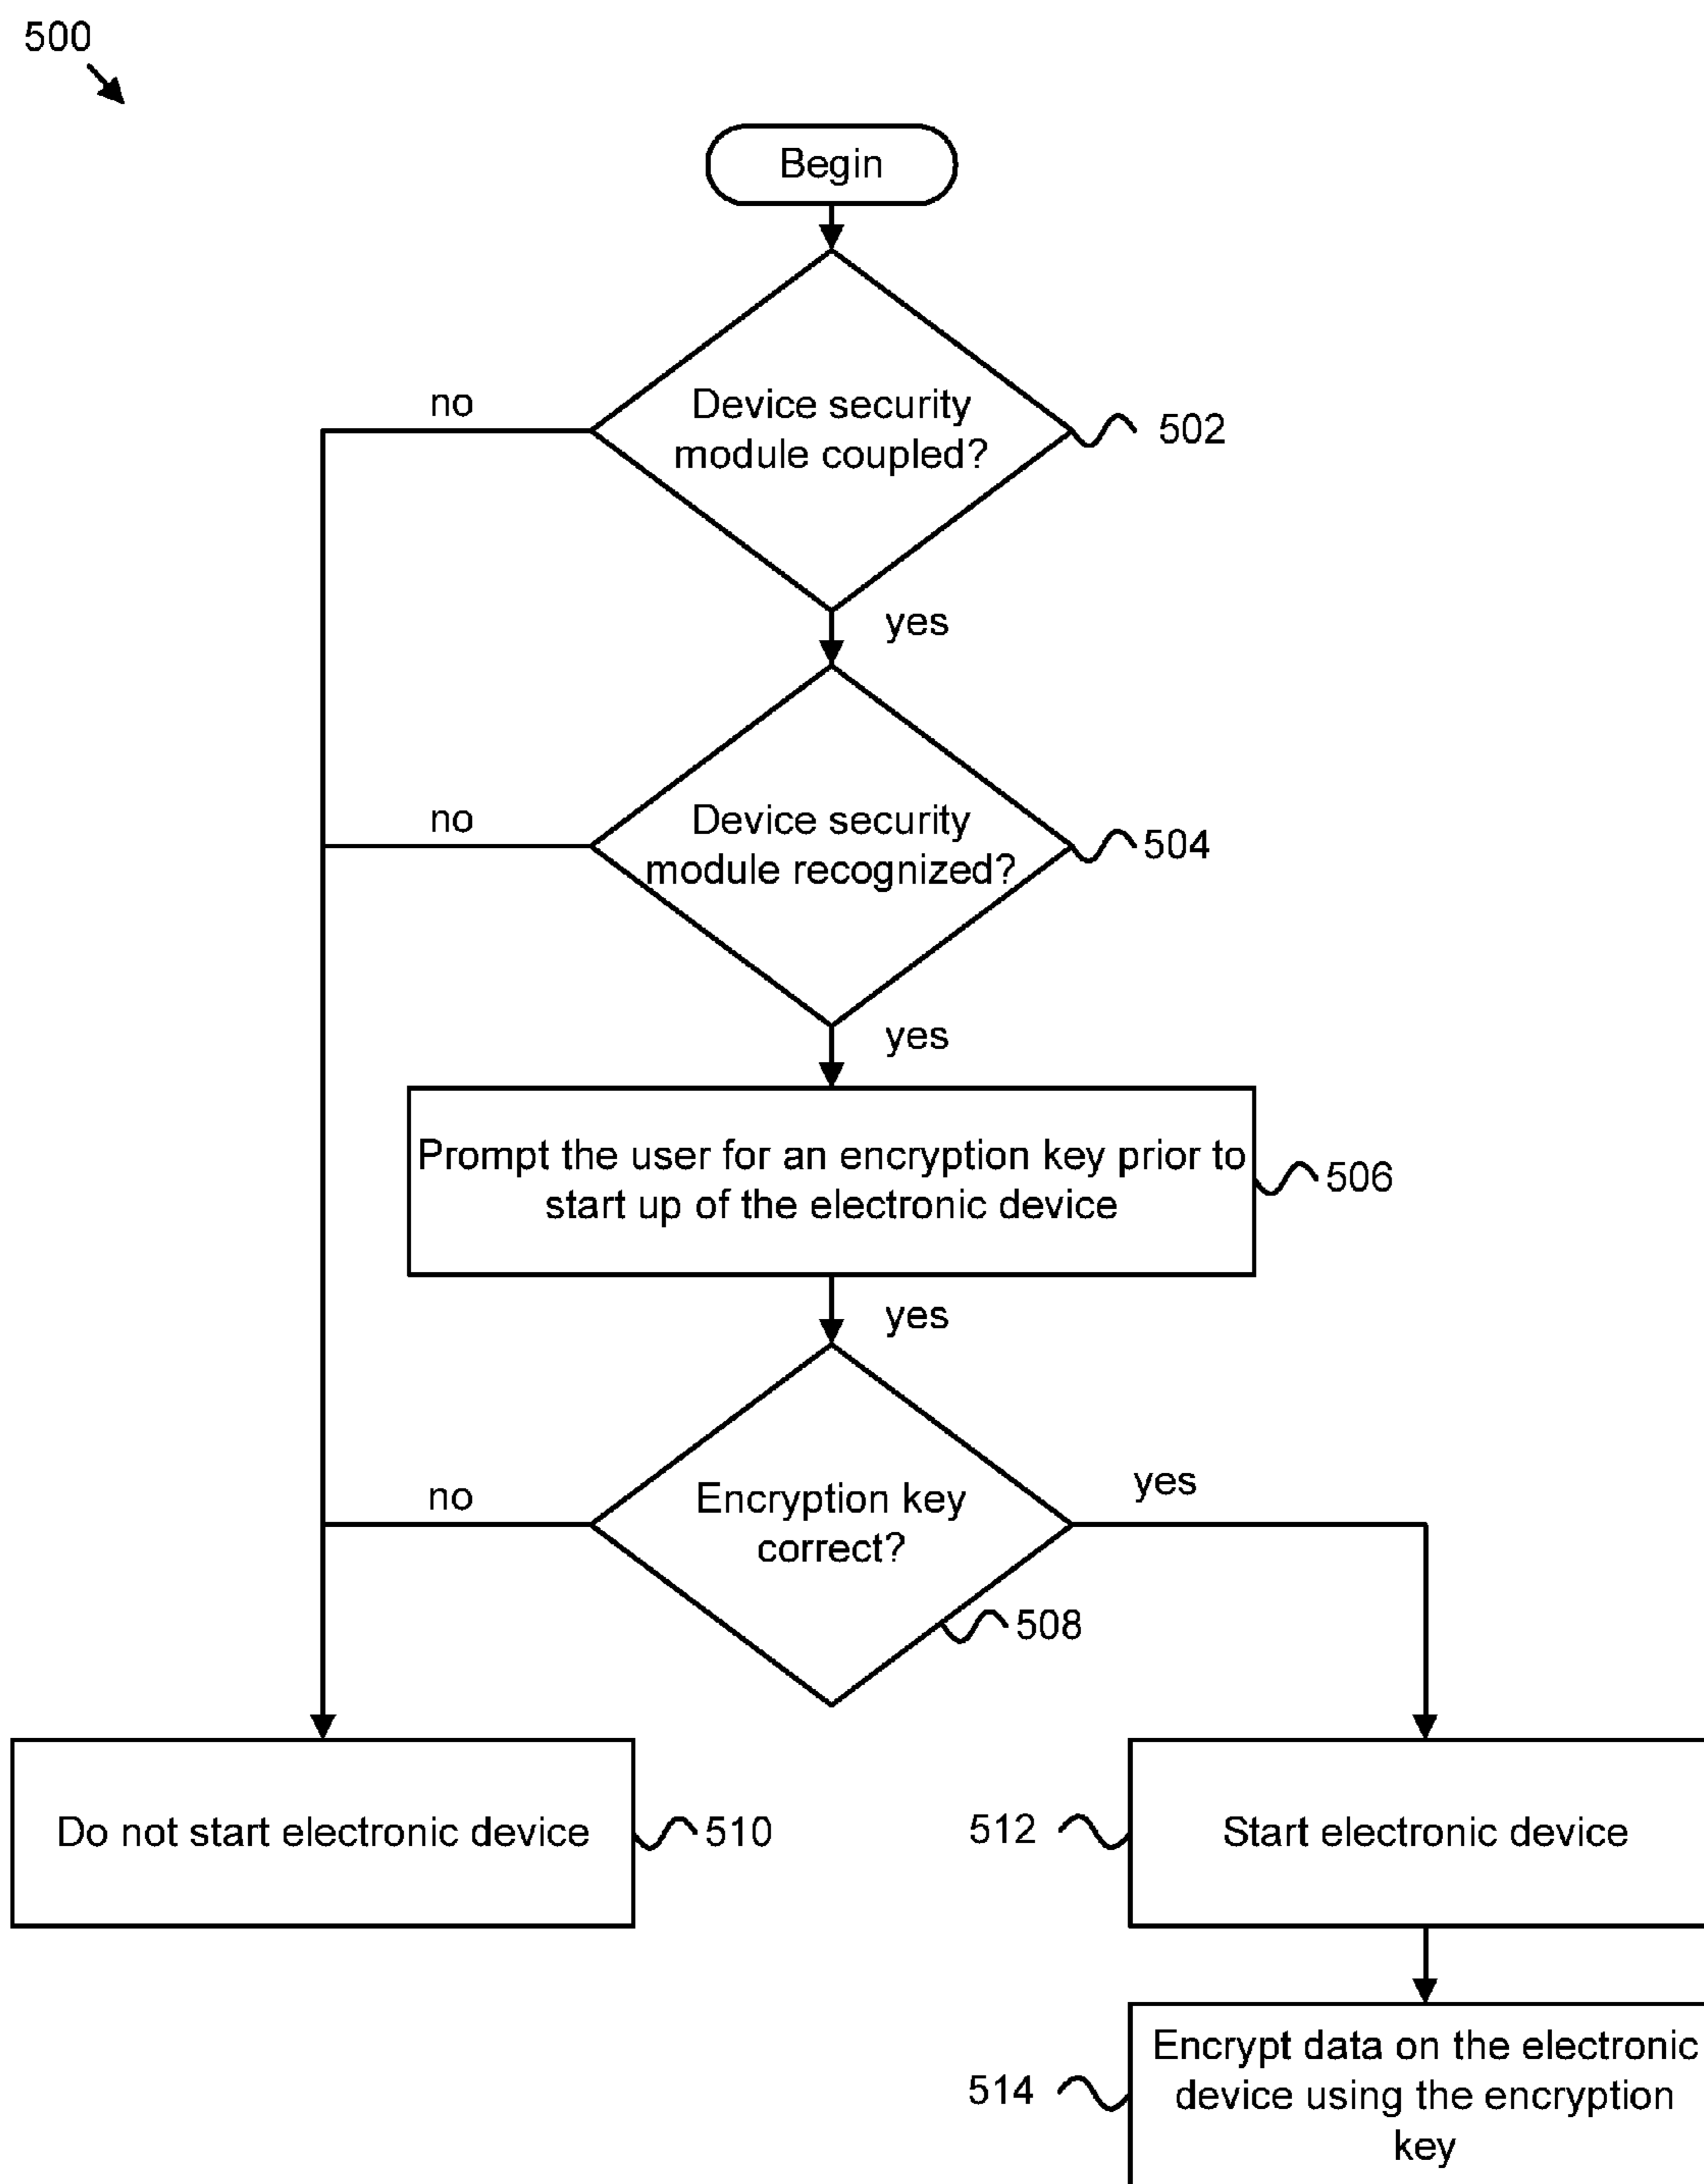 500
Begin
no
Device security
module coupled?
502
yes
no
Device security
module recognized?
504
yes
Prompt the user for an encryption key prior to
start up of the electronic device
506
yes
no
Encryption key
correct?
yes
508
Do not start electronic device
510
512
Start electronic device
514
Encrypt data on the electronic
device using the encryption
key